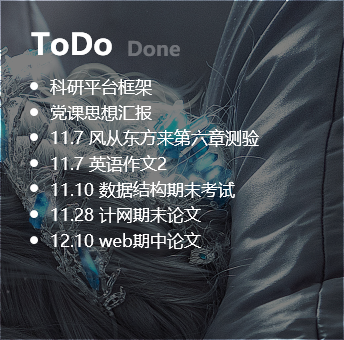 ToDo Done
科研平台框架
党课思想汇报
11.7 风从东方来第六章测验
11.7 英语作文2
11.10 数据结构期末考试
11.28 计网期末论文
12.10 web期中论文